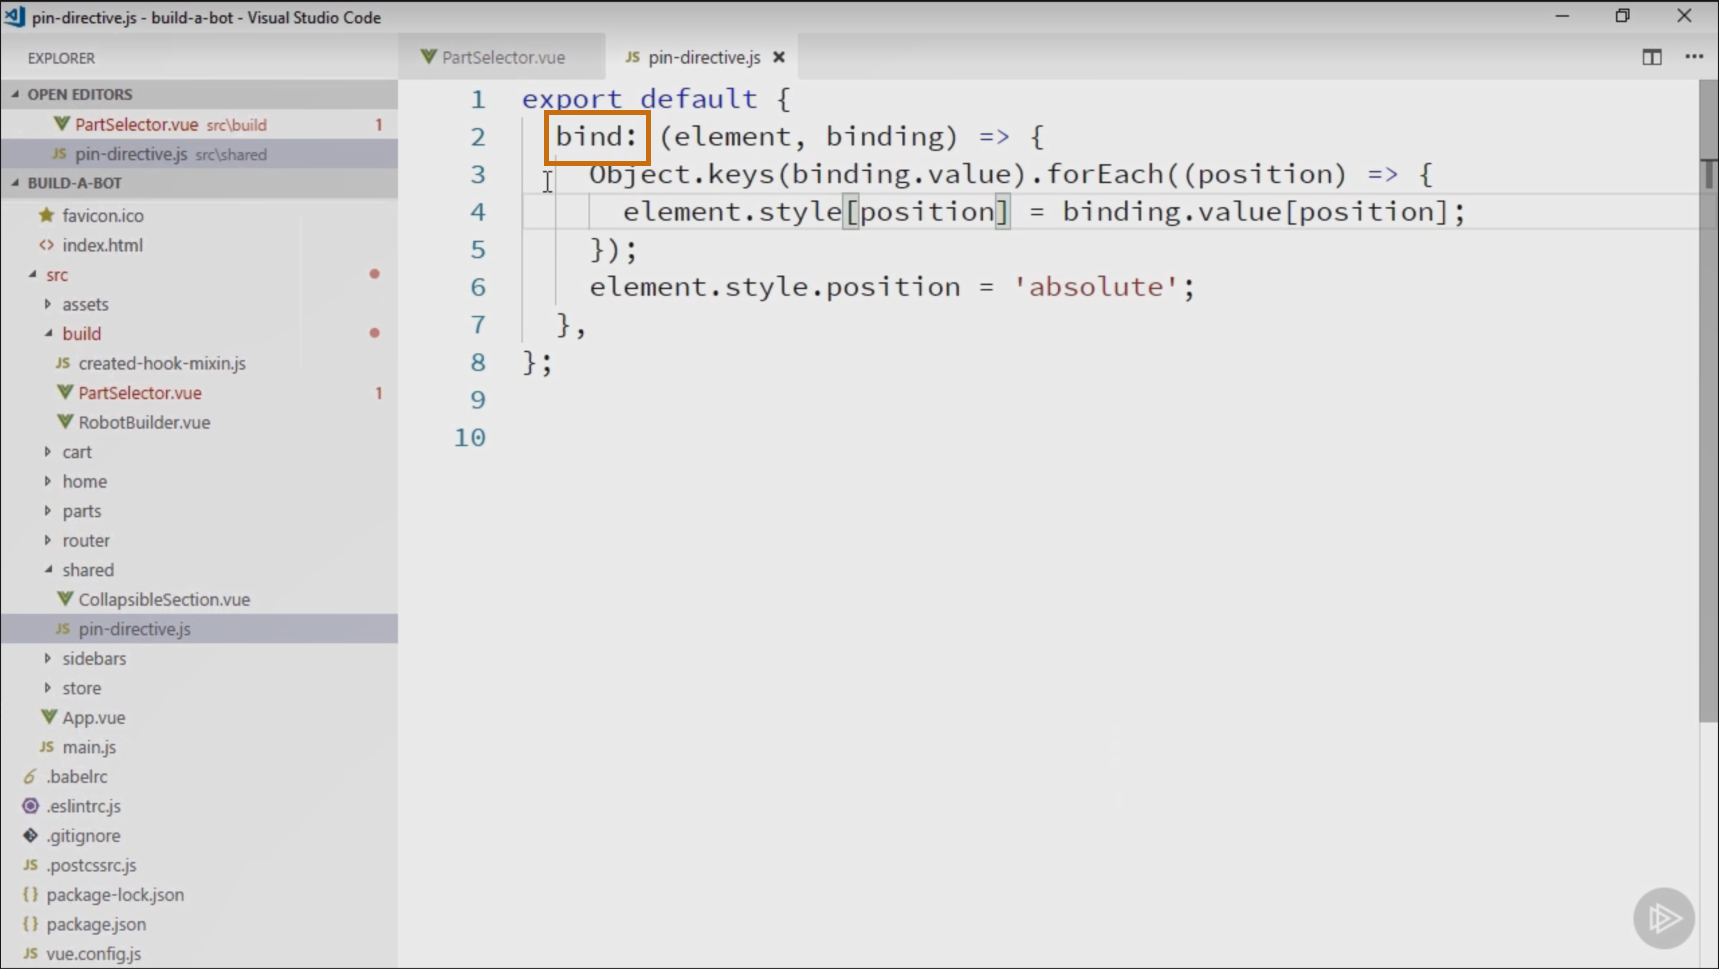 pin-directive.js - build-a-bot - Visual Studio Code
EXPLORER
PartSelector.vue
JS pin-directive.js
OPEN EDITORS
PartSelector.vue src\build 1
JS pin-directive.js src\shared
BUILD-A-BOT
favicon.ico
<> index.html
src
assets
build
JS created-hook-mixin.js
PartSelector.vue 1
RobotBuilder.vue
cart
home
parts
router
shared
CollapsibleSection.vue
JS pin-directive.js
sidebars
store
App.vue
JS main.js
6 .babelrc
.eslintrc.js
.gitignore
JS .postcssrc.js
{} package-lock.json
{} package.json
JS vue.config.js
1 export default {
2 bind: (element, binding) => {
3 Object.keys(binding.value).forEach((position) => {
4 element.style[position] = binding.value[position];
5 });
6 element.style.position = 'absolute';
7 },
8 };
9
10